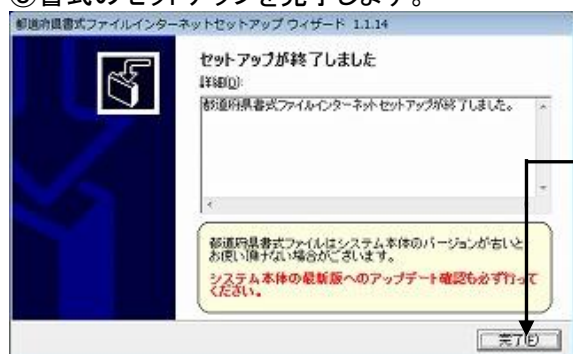 書式のセットアップを完了します。
都道府県書式ファイルインターネットセットアップ ウィザード 1.1.14
セットアップが終了しました
詳細(D):
都道府県書式ファイルインターネットセットアップが終了しました。
都道府県書式ファイルはシステム本体のバージョンが古いと
お使い頂けない場合がございます。
システム本体の最新版へのアップデート確認も必ず行って
ください。
完了(F)